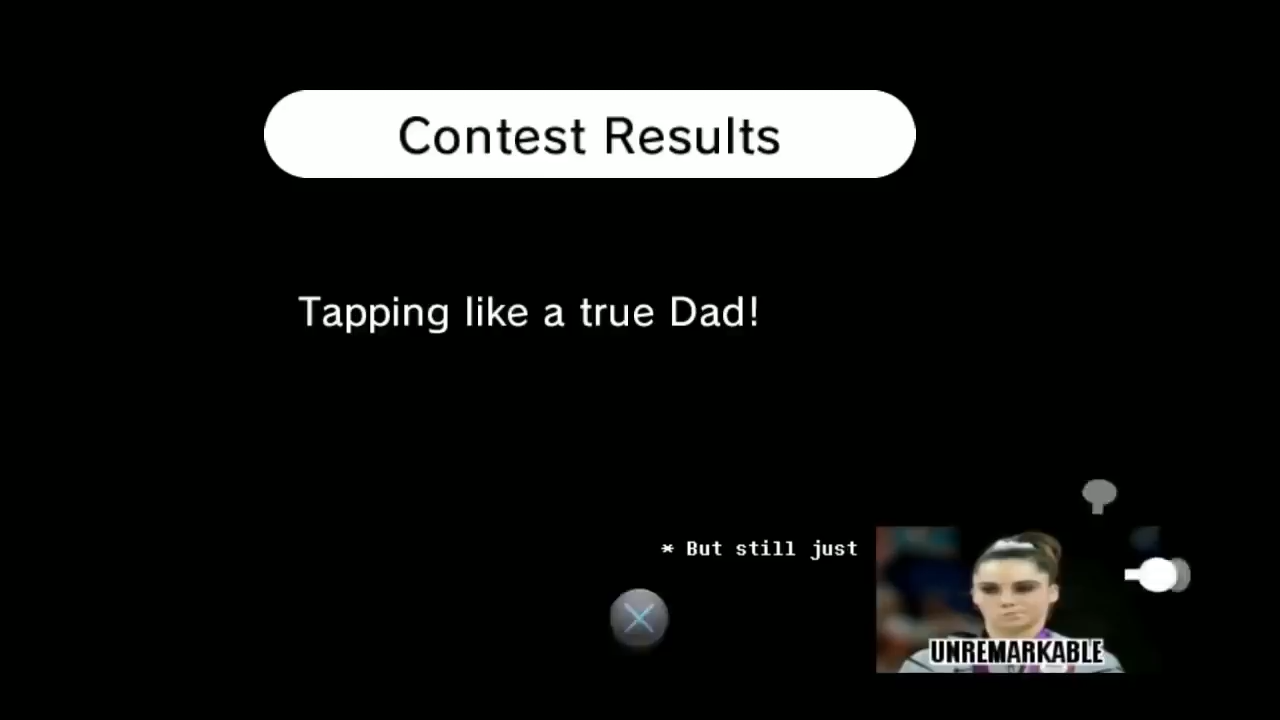 Contest Results
Tapping like a true Dad!
* But still just
UNREMARKABLE